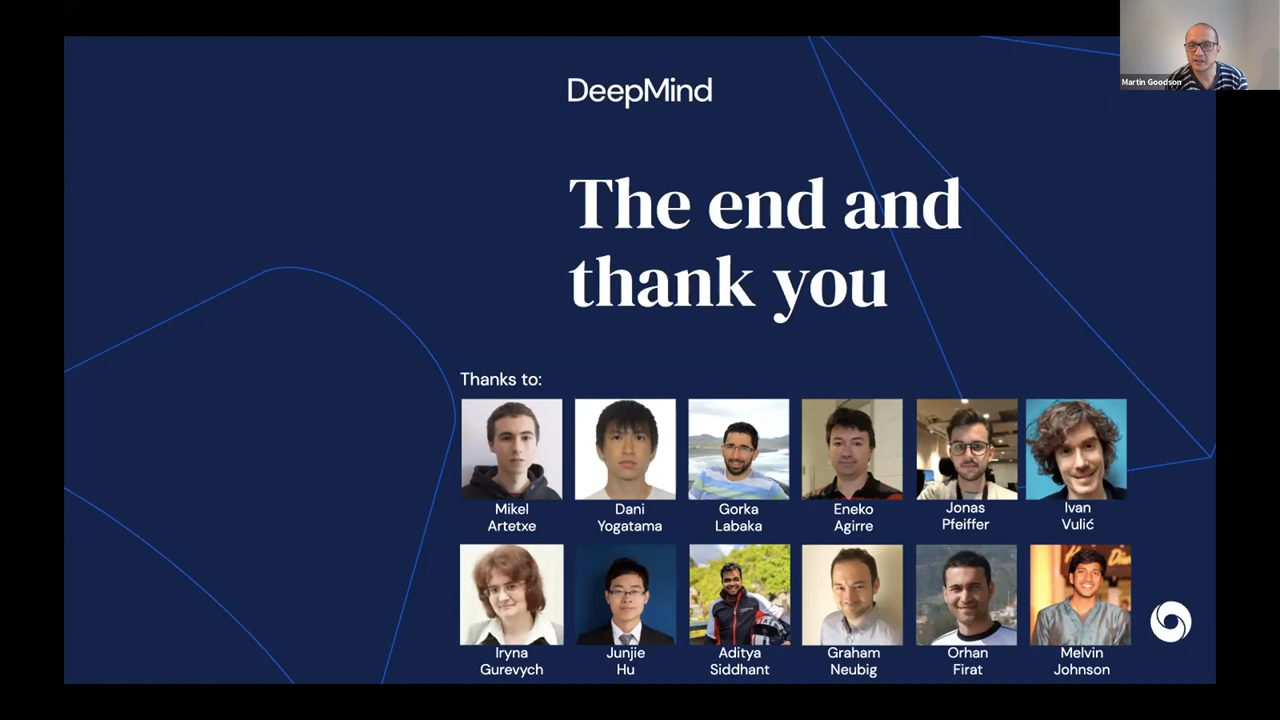 Martin Goodson
DeepMind
The end and
thank you
Thanks to:
Mikel
Artetxe
Dani
Yogatama
Gorka
Labaka
Eneko
Agirre
Jonas
Pfeiffer
Ivan
Vulić
Iryna
Gurevych
Junjie
Hu
Aditya
Siddhant
Graham
Neubig
Orhan
Firat
Melvin
Johnson